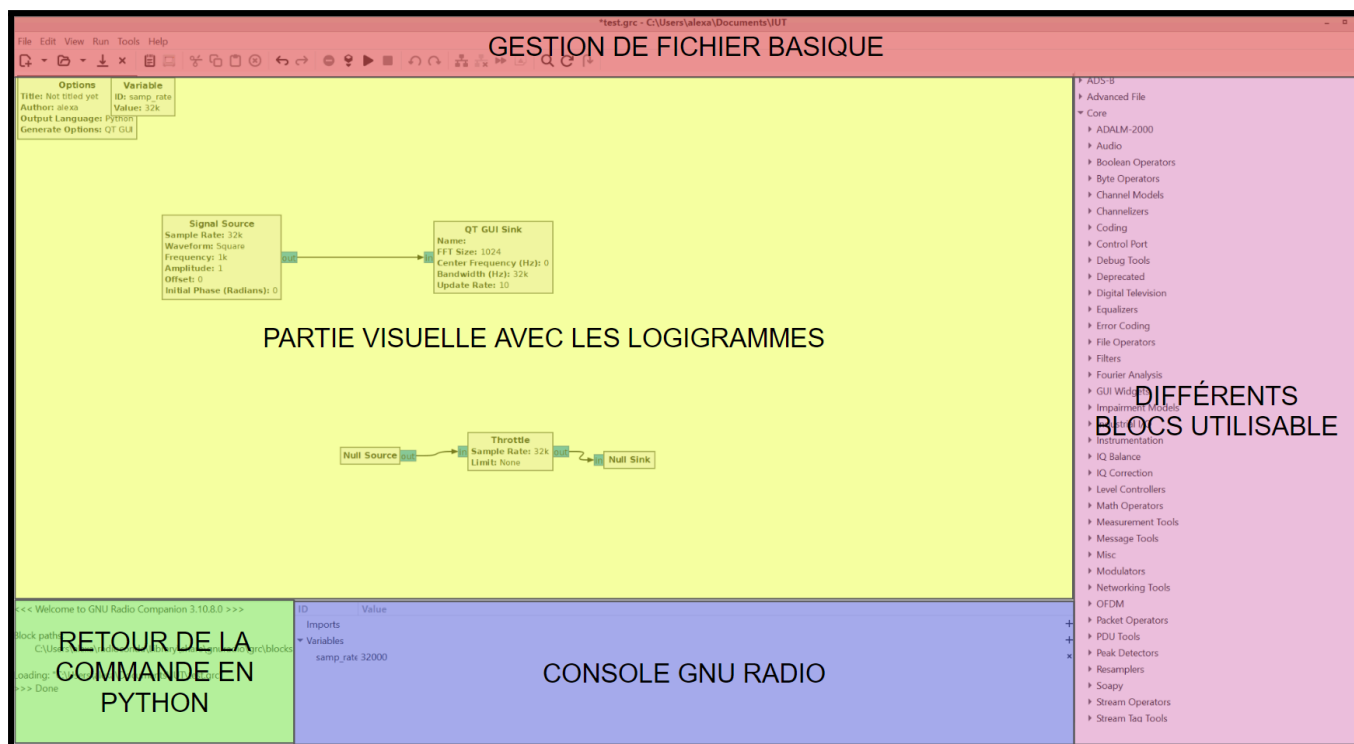 *test.grc - C:\Users\alexa\Documents\IUT
File Edit View Run Tools Help
GESTION DE FICHIER BASIQUE
Options
Title: Not titled yet
Author: alexa
Output Language: Python
Generate Options: QT GUI
Variable
ID: samp_rate
Value: 32k
Signal Source
Sample Rate: 32k
Waveform: Square
Frequency: 1k
Amplitude: 1
Offset: 0
Initial Phase (Radians): 0
out
in
QT GUI Sink
Name:
FFT Size: 1024
Center Frequency (Hz): 0
Bandwidth (Hz): 32k
Update Rate: 10
PARTIE VISUELLE AVEC LES LOGIGRAMMES
Null Source
out
in
Throttle
Sample Rate: 32k
Limit: None
out
in
Null Sink
ADS-B
Advanced File
Core
ADALM-2000
Audio
Boolean Operators
Byte Operators
Channel Models
Channelizers
Coding
Control Port
Debug Tools
Deprecated
Digital Television
Equalizers
Error Coding
File Operators
Filters
Fourier Analysis
GUI Widgets
Impairment Models
Instrumentation
IQ Balance
IQ Correction
Level Controllers
Math Operators
Measurement Tools
Message Tools
Misc
Modulators
Networking Tools
OFDM
Packet Operators
PDU Tools
Peak Detectors
Resamplers
Soapy
Stream Operators
Stream Tag Tools
DIFFÉRENTS
BLOCS UTILISABLE
<<< Welcome to GNU Radio Companion 3.10.8.0 >>>
Block paths
Loading:
>>> Done
RETOUR DE LA
COMMANDE EN
PYTHON
ID Value
Imports
Variables
samp_rate 32000
CONSOLE GNU RADIO